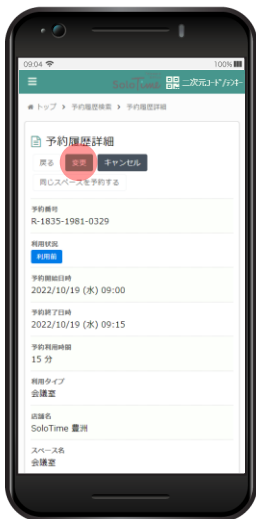 09:04 100%
SoloTime 二次元コードリーダー
トップ > 予約履歴検索 > 予約履歴詳細
予約履歴詳細
戻る 変更 キャンセル
同じスペースを予約する
予約番号
R-1835-1981-0329
利用状況
利用前
予約開始日時
2022/10/19 (水) 09:00
予約終了日時
2022/10/19 (水) 09:15
予約利用時間
15 分
利用タイプ
会議室
店舗名
SoloTime 豊洲
スペース名
会議室